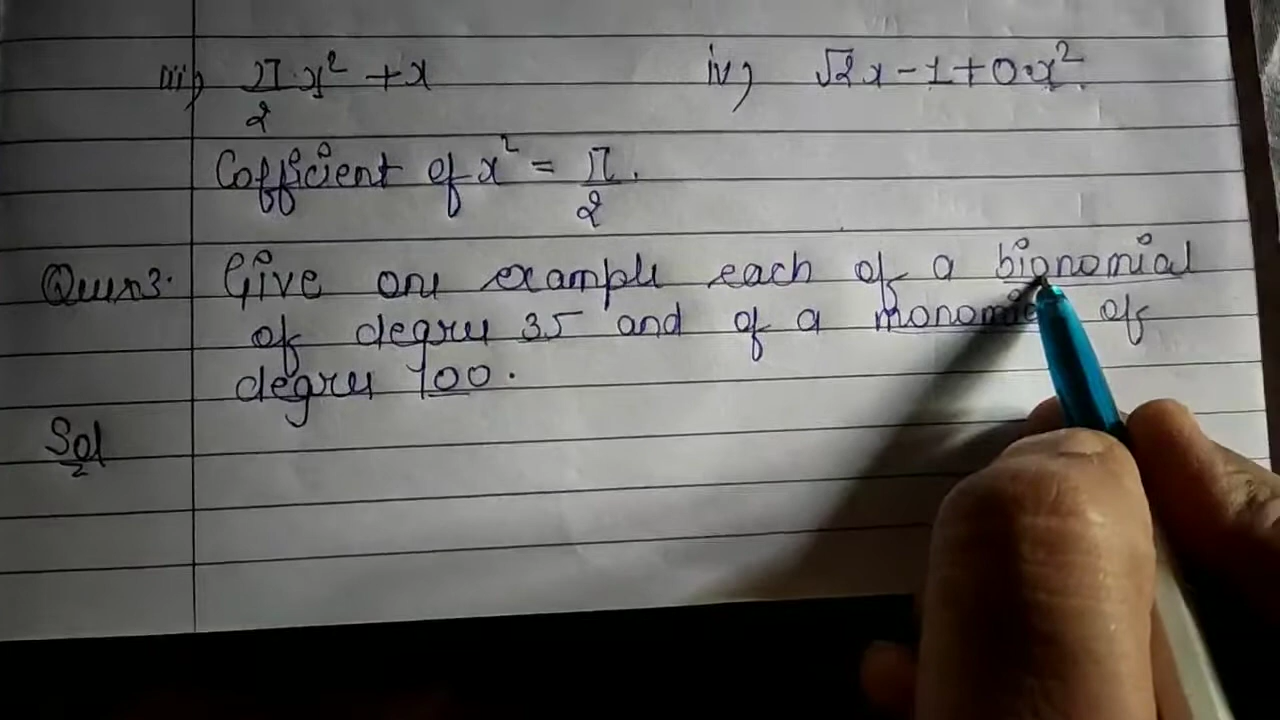 iii) π/2 x² + x iv) √2x - 1 + 0·x²
Cofficient of x² = π/2.
Ques3. Give one example each of a bionomial
of degree 35 and of a monomial of
degree 100.
Sol